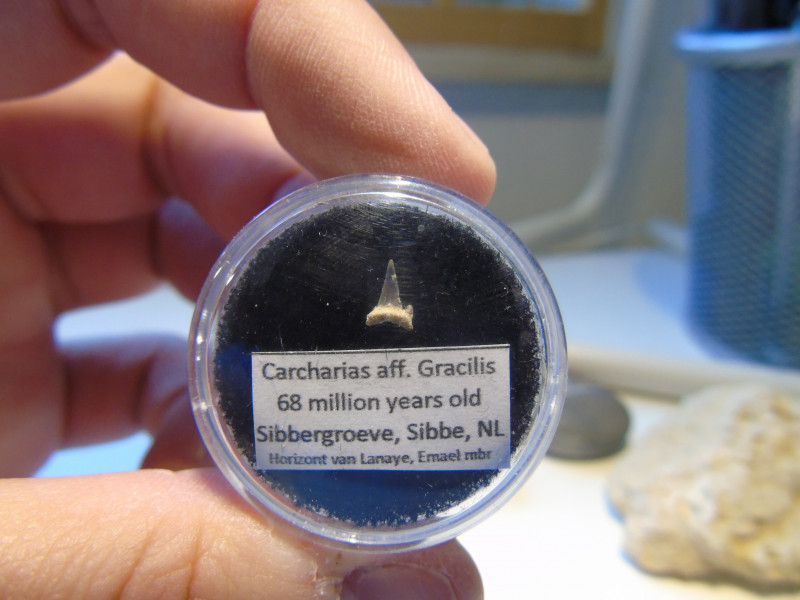 Carcharias aff. Gracilis
68 million years old
Sibbergroeve, Sibbe, NL
Horizont van Lanaye, Emael mbr